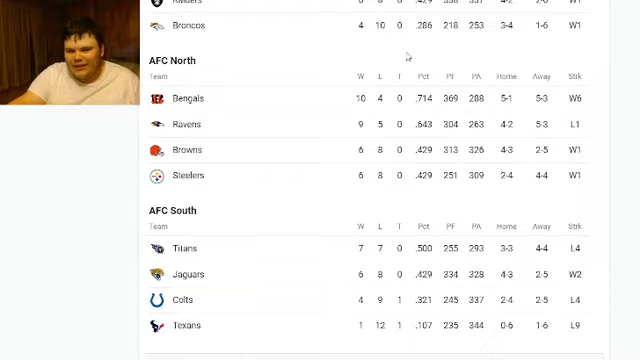 Raiders
Broncos 4 10 0 .286 218 253 3-4 1-6 W1
AFC North
Team W L T Pct PF PA Home Away Strk
Bengals 10 4 0 .714 369 288 5-1 5-3 W6
Ravens 9 5 0 .643 304 263 4-2 5-3 L1
Browns 6 8 0 .429 313 326 4-3 2-5 W1
Steelers 6 8 0 .429 251 309 2-4 4-4 W1
AFC South
Team W L T Pct PF PA Home Away Strk
Titans 7 7 0 .500 255 293 3-3 4-4 L4
Jaguars 6 8 0 .429 334 328 4-3 2-5 W2
Colts 4 9 1 .321 245 337 2-4 2-5 L4
Texans 1 12 1 .107 235 344 0-6 1-6 L9